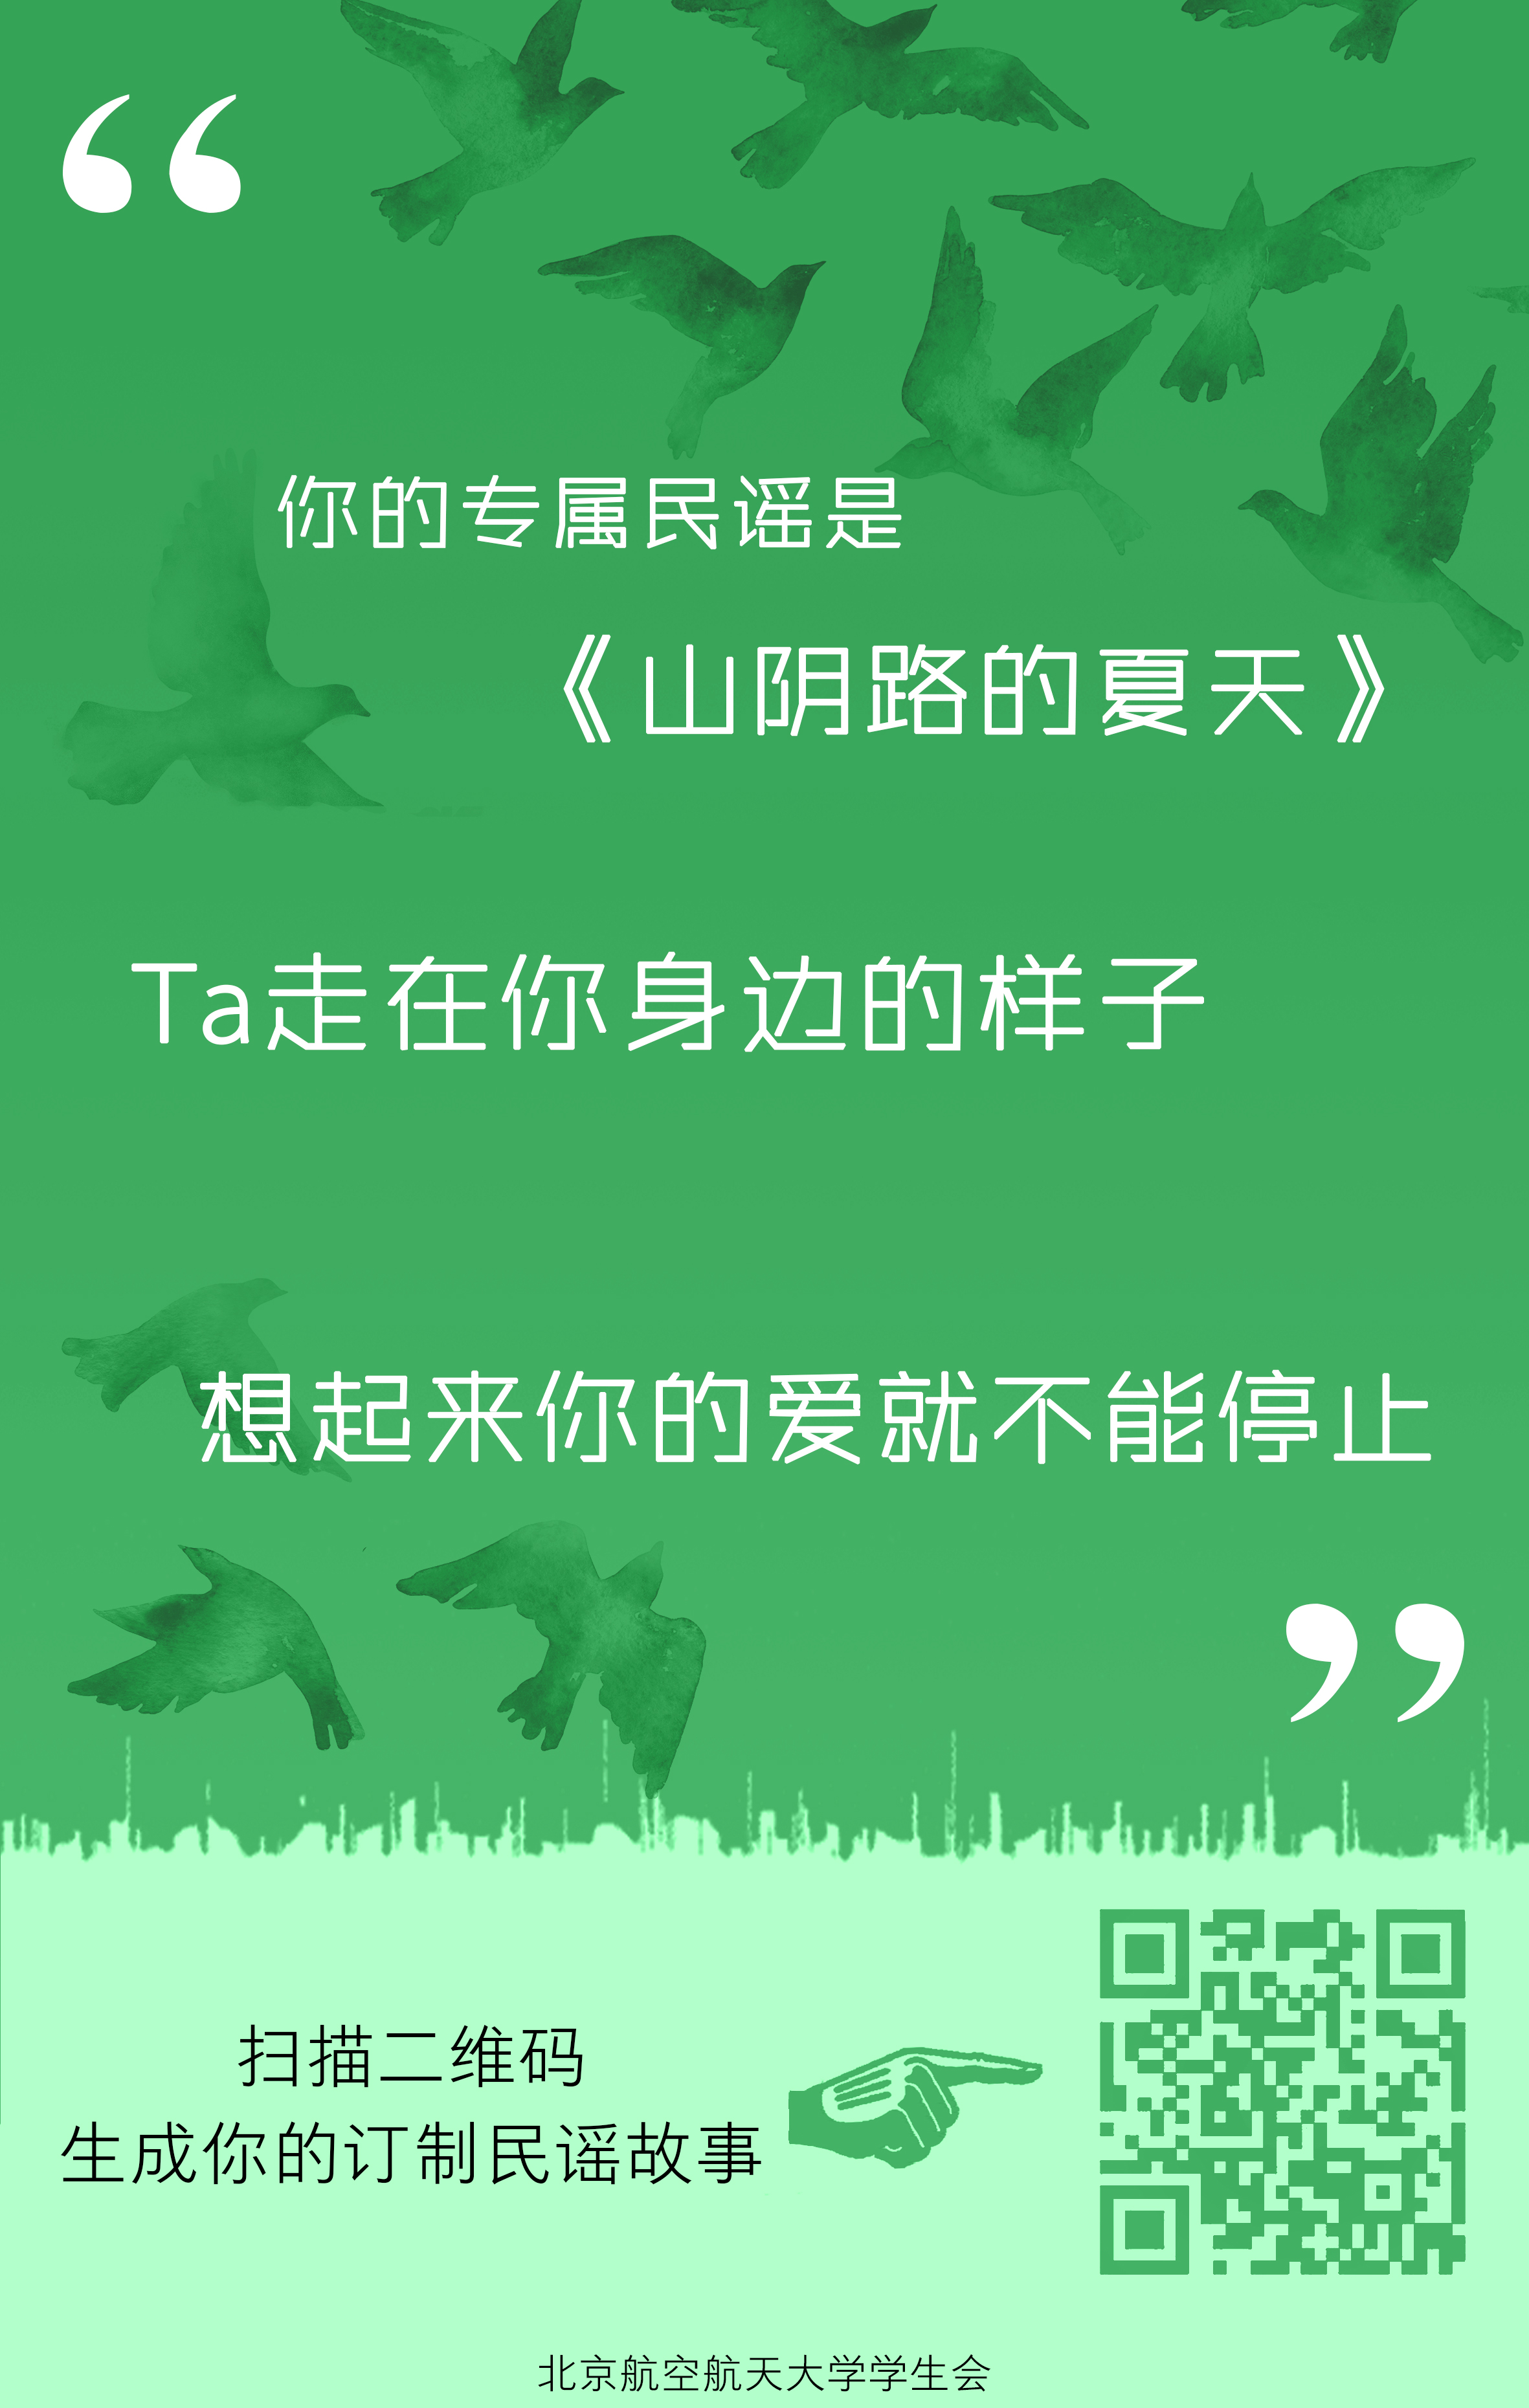 “
你的专属民谣是
《山阴路的夏天》
Ta走在你身边的样子
想起来你的爱就不能停止
”
扫描二维码
生成你的订制民谣故事
北京航空航天大学学生会